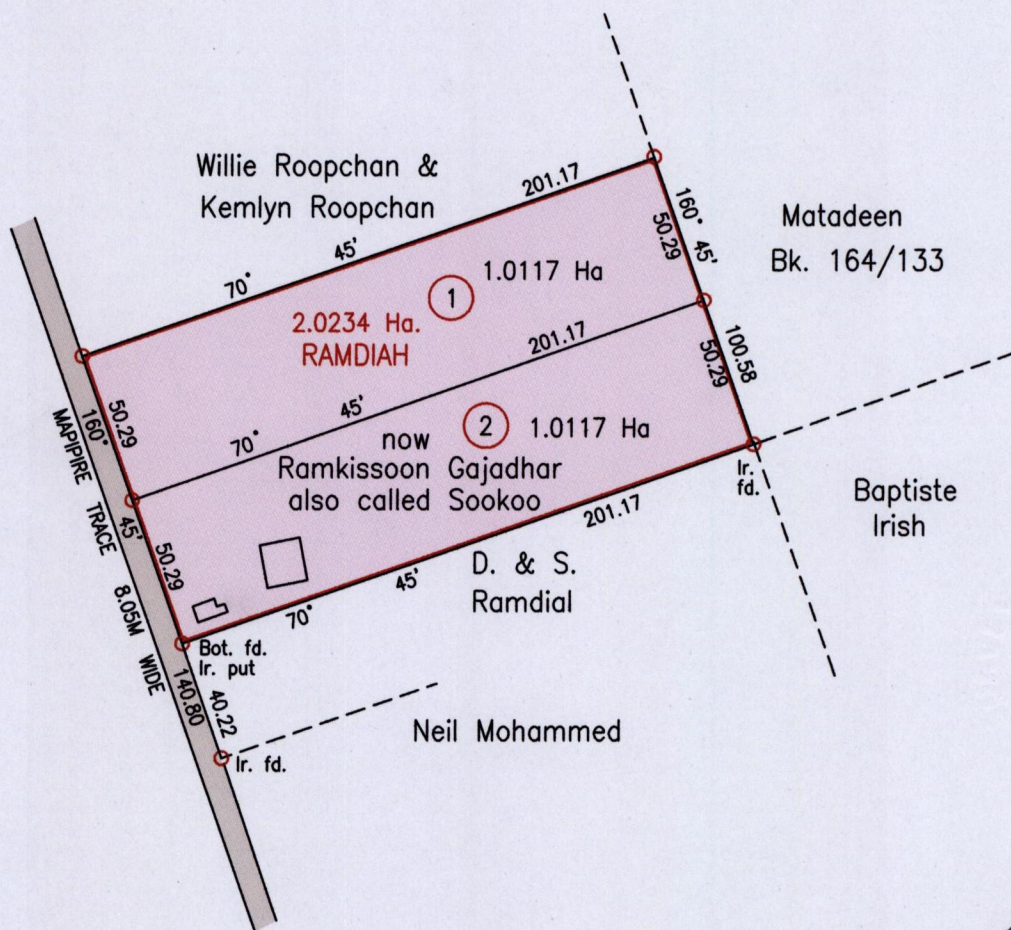 Willie Roopchan &
Kemlyn Roopchan
201.17
45'
70°
160°
45'
50.29
Matadeen
Bk. 164/133
1.0117 Ha
1
2.0234 Ha.
RAMDIAH
201.17
45'
70°
100.58
50.29
50.29
160°
45'
MAPIPIRE TRACE 8.05M WIDE
2
1.0117 Ha
now
Ramkissoon Gajadhar
also called Sookoo
50.29
Ir.
fd.
Baptiste
Irish
201.17
45'
70°
D. & S.
Ramdial
Bot. fd.
Ir. put
140.80
40.22
Ir. fd.
Neil Mohammed